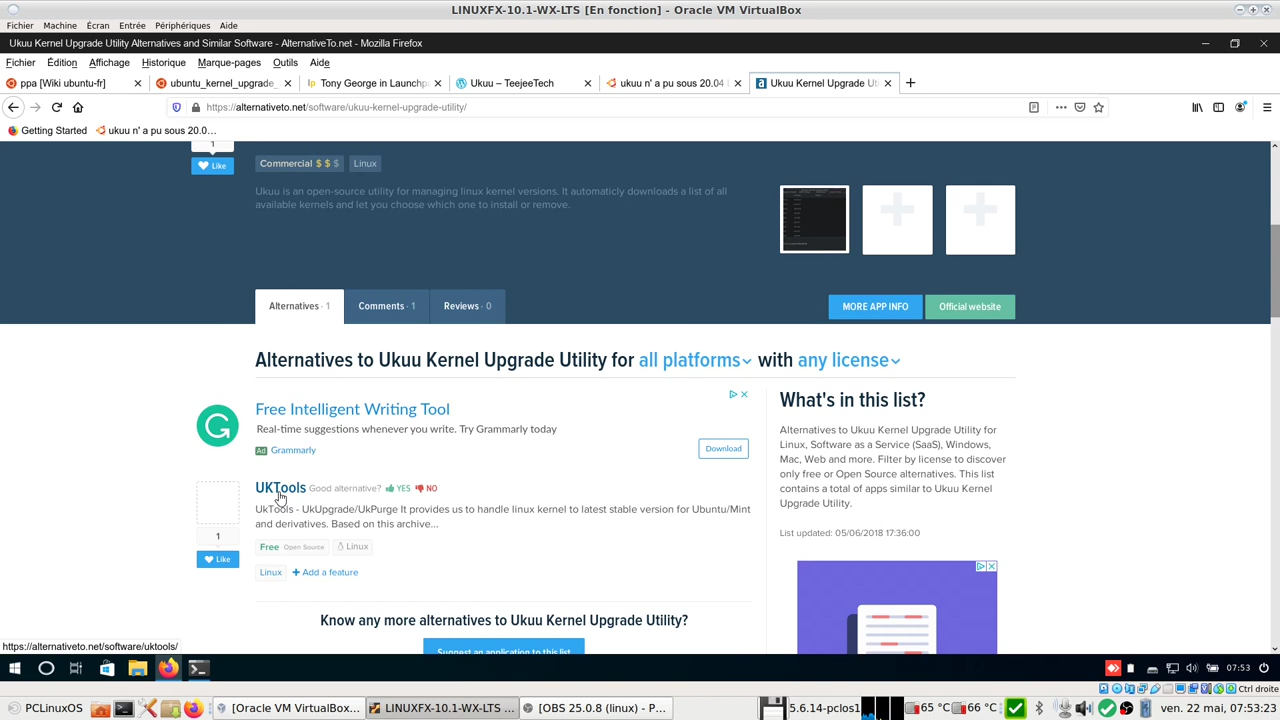 LINUXFX-10.1-WX-LTS [En fonction] - Oracle VM VirtualBox
Fichier Machine Écran Entrée Périphériques Aide
Ukuu Kernel Upgrade Utility Alternatives and Similar Software - AlternativeTo.net - Mozilla Firefox
Fichier Édition Affichage Historique Marque-pages Outils Aide
ppa [Wiki ubuntu-fr] ubuntu_kernel_upgrade_ Tony George in Launchpa Ukuu – TeejeeTech ukuu n' a pu sous 20.04 Ukuu Kernel Upgrade Uti
https://alternativeto.net/software/ukuu-kernel-upgrade-utility/
Getting Started ukuu n' a pu sous 20.0…
1
Like
Commercial $ $ $ Linux
Ukuu is an open-source utility for managing linux kernel versions. It automaticly downloads a list of all
available kernels and let you choose which one to install or remove.
Alternatives · 1 Comments · 1 Reviews · 0 MORE APP INFO Official website
Alternatives to Ukuu Kernel Upgrade Utility for all platforms with any license
Free Intelligent Writing Tool
Real-time suggestions whenever you write. Try Grammarly today
Ad Grammarly
Download
UKTools Good alternative? YES NO
UkTools - UkUpgrade/UkPurge It provides us to handle linux kernel to latest stable version for Ubuntu/Mint
and derivatives. Based on this archive...
1
Free Open Source Linux
Like
Linux + Add a feature
Know any more alternatives to Ukuu Kernel Upgrade Utility?
Suggest an application to this list
What's in this list?
Alternatives to Ukuu Kernel Upgrade Utility for
Linux, Software as a Service (SaaS), Windows,
Mac, Web and more. Filter by license to discover
only free or Open Source alternatives. This list
contains a total of apps similar to Ukuu Kernel
Upgrade Utility.
List updated: 05/06/2018 17:36:00
https://alternativeto.net/software/uktools/
07:53
Ctrl droite
PCLinuxOS [Oracle VM VirtualBox... LINUXFX-10.1-WX-LTS ... [OBS 25.0.8 (linux) - P... 5.6.14-pclos1 65 °C 66 °C ven. 22 mai, 07:53:23